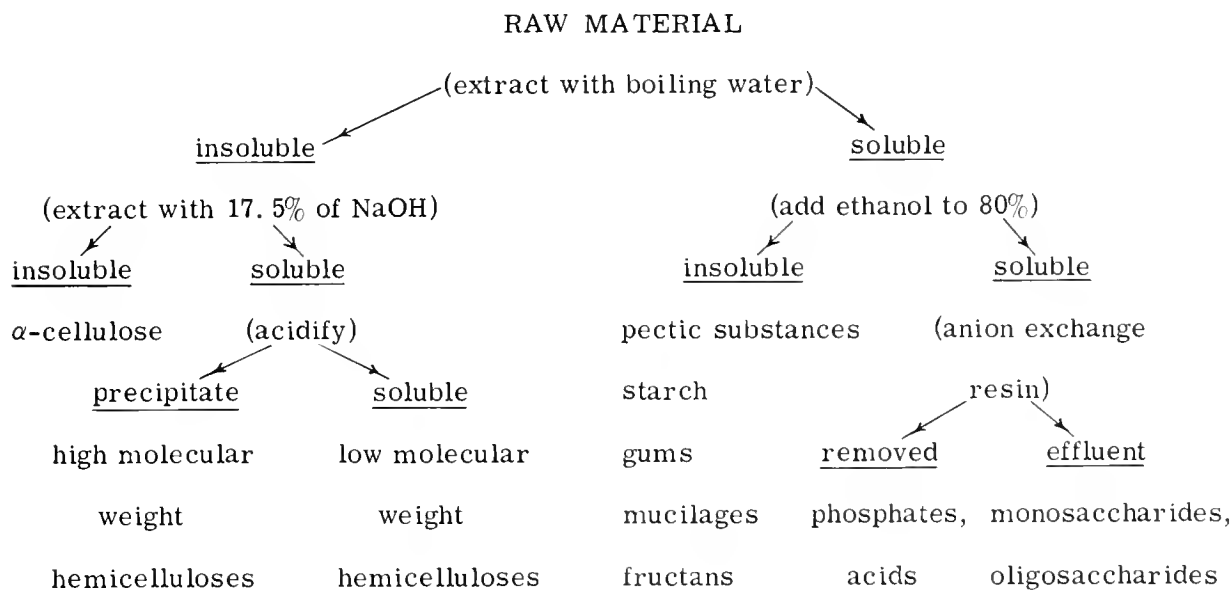 RAW MATERIAL
(extract with boiling water)
insoluble soluble
(extract with 17.5% of NaOH) (add ethanol to 80%)
insoluble soluble insoluble soluble
α-cellulose (acidify) pectic substances (anion exchange
precipitate soluble starch resin)
high molecular low molecular gums removed effluent
weight weight mucilages phosphates, monosaccharides,
hemicelluloses hemicelluloses fructans acids oligosaccharides